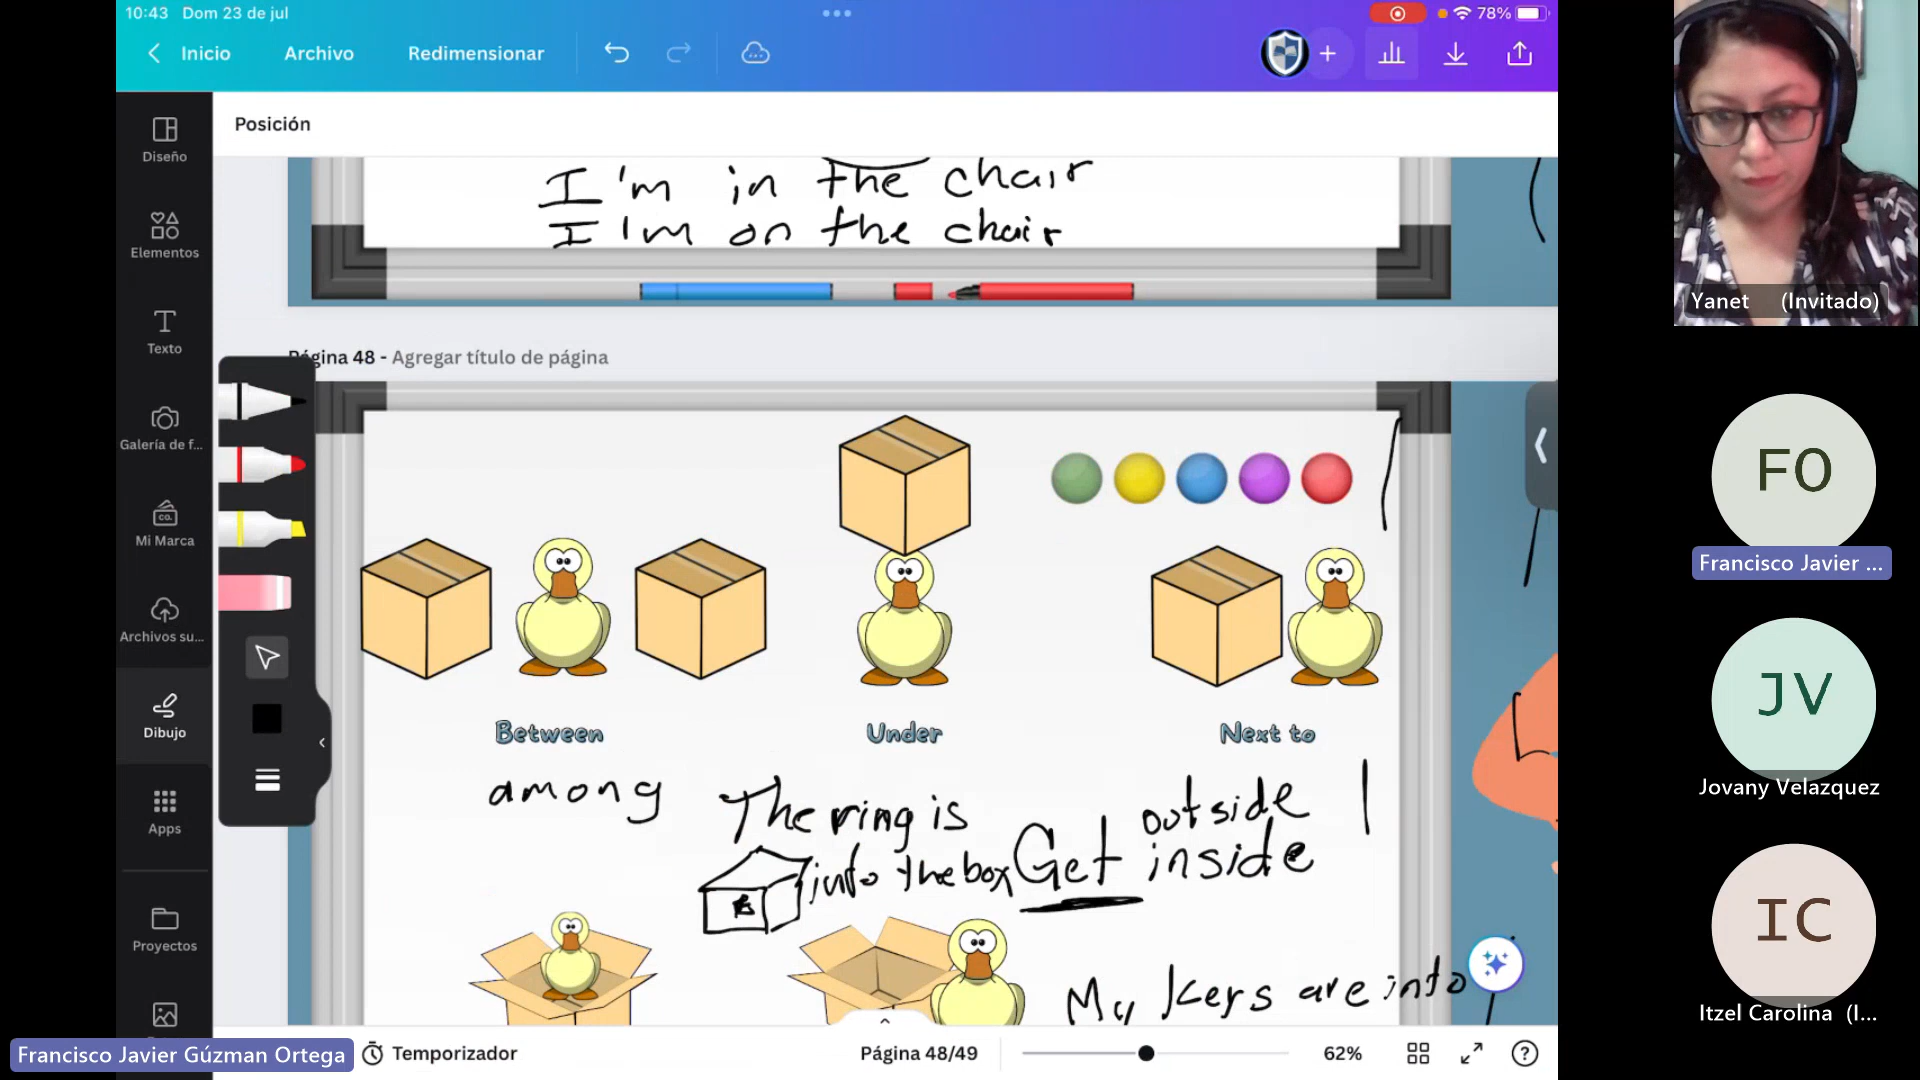 10:43 Dom 23 de jul
78%
Inicio
Archivo
Redimensionar
Posición
Diseño
Elementos
Texto
Galería de f...
Mi Marca
CO.
Archivos su...
Dibujo
Apps
Proyectos
I'm in the chair
I'm on the chair
Página 48 - Agregar título de página
Between
Under
Next to
among
The ring is
into the box
Get
outside
inside
My keys are into
Temporizador
Página 48/49
62%
Francisco Javier Gúzman Ortega
Yanet (Invitado)
FO
Francisco Javier ...
JV
Jovany Velazquez
IC
Itzel Carolina (I...